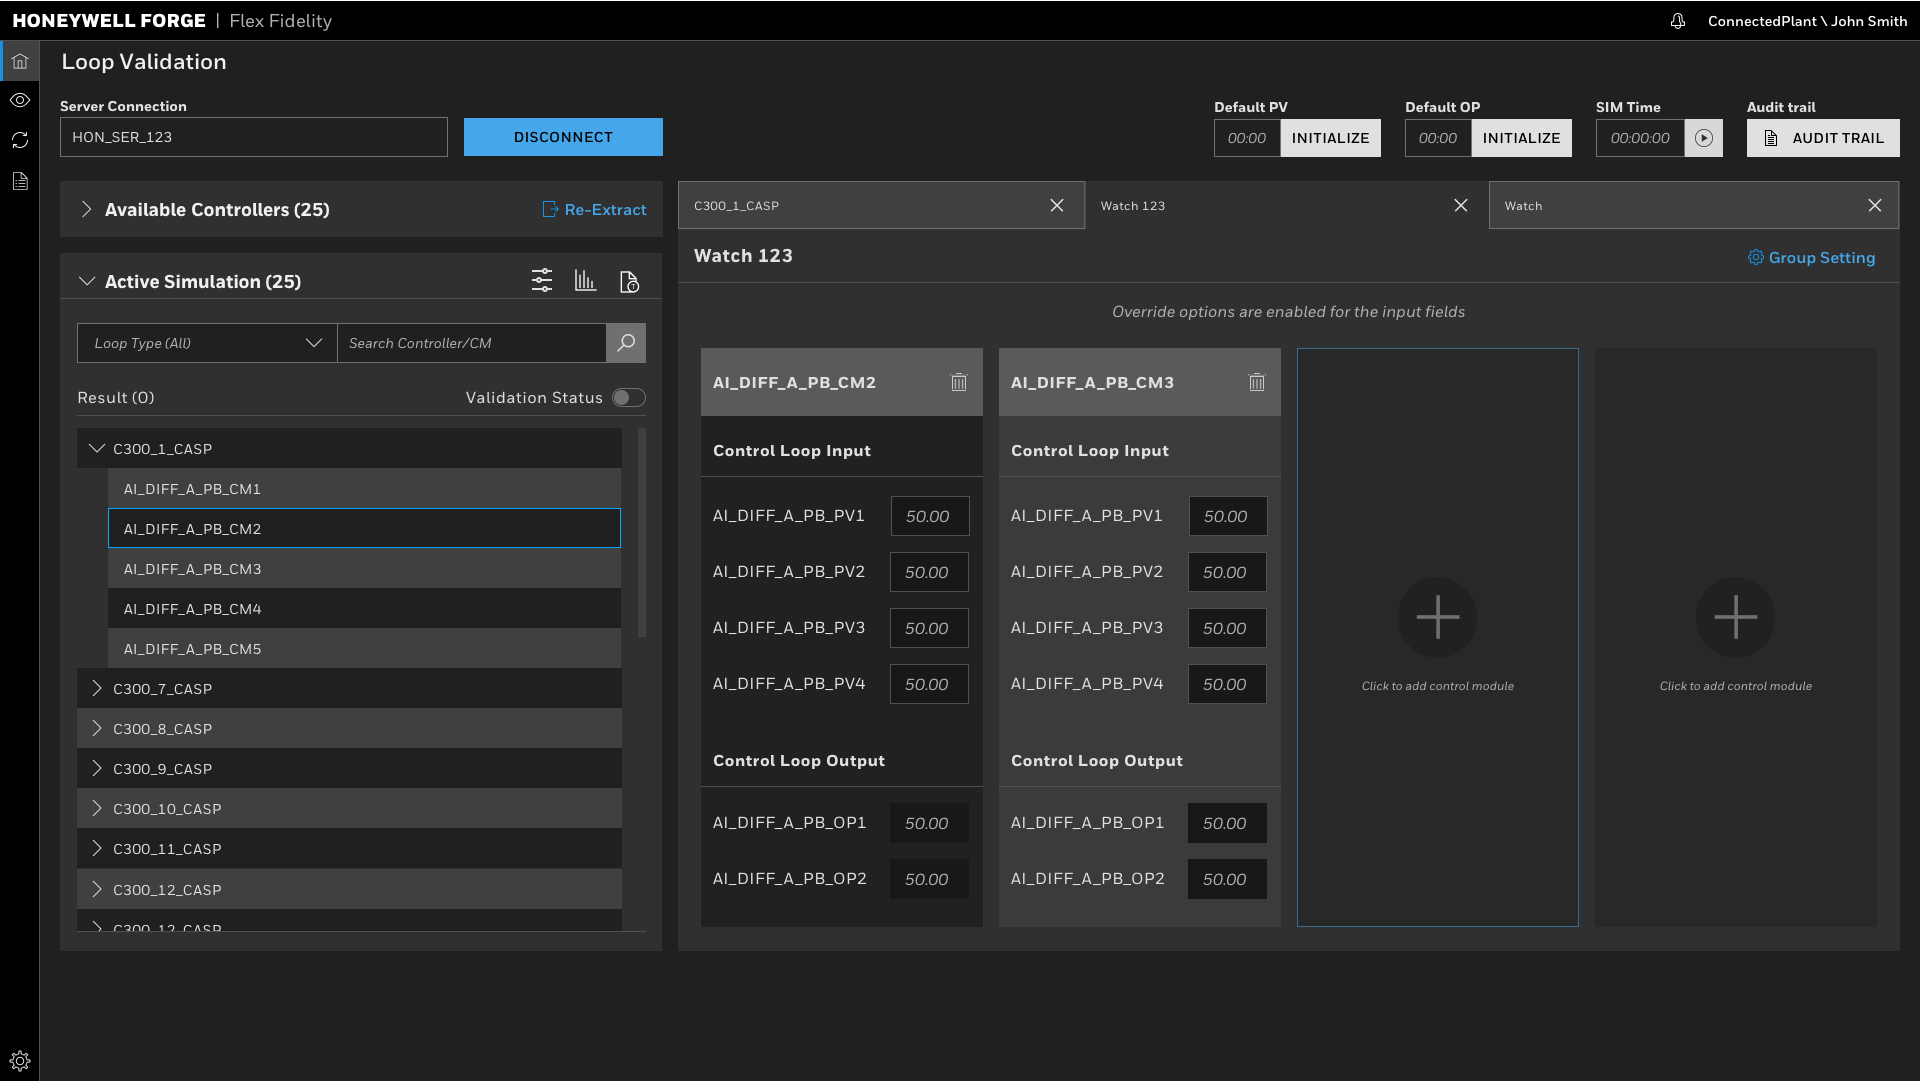 HONEYWELL FORGE | Flex Fidelity
ConnectedPlant \ John Smith
Loop Validation
Server Connection
HON_SER_123
DISCONNECT
Default PV
00:00
INITIALIZE
Default OP
00:00
INITIALIZE
SIM Time
00:00:00
Audit trail
AUDIT TRAIL
Available Controllers (25)
Re-Extract
Active Simulation (25)
Loop Type (All)
Search Controller/CM
Result (0)
Validation Status
C300_1_CASP
AI_DIFF_A_PB_CM1
AI_DIFF_A_PB_CM2
AI_DIFF_A_PB_CM3
AI_DIFF_A_PB_CM4
AI_DIFF_A_PB_CM5
C300_7_CASP
C300_8_CASP
C300_9_CASP
C300_10_CASP
C300_11_CASP
C300_12_CASP
C300_12_CASP
C300_1_CASP
Watch 123
Watch
Watch 123
Group Setting
Override options are enabled for the input fields
AI_DIFF_A_PB_CM2
Control Loop Input
AI_DIFF_A_PB_PV1 50.00
AI_DIFF_A_PB_PV2 50.00
AI_DIFF_A_PB_PV3 50.00
AI_DIFF_A_PB_PV4 50.00
Control Loop Output
AI_DIFF_A_PB_OP1 50.00
AI_DIFF_A_PB_OP2 50.00
AI_DIFF_A_PB_CM3
Control Loop Input
AI_DIFF_A_PB_PV1 50.00
AI_DIFF_A_PB_PV2 50.00
AI_DIFF_A_PB_PV3 50.00
AI_DIFF_A_PB_PV4 50.00
Control Loop Output
AI_DIFF_A_PB_OP1 50.00
AI_DIFF_A_PB_OP2 50.00
Click to add control module
Click to add control module